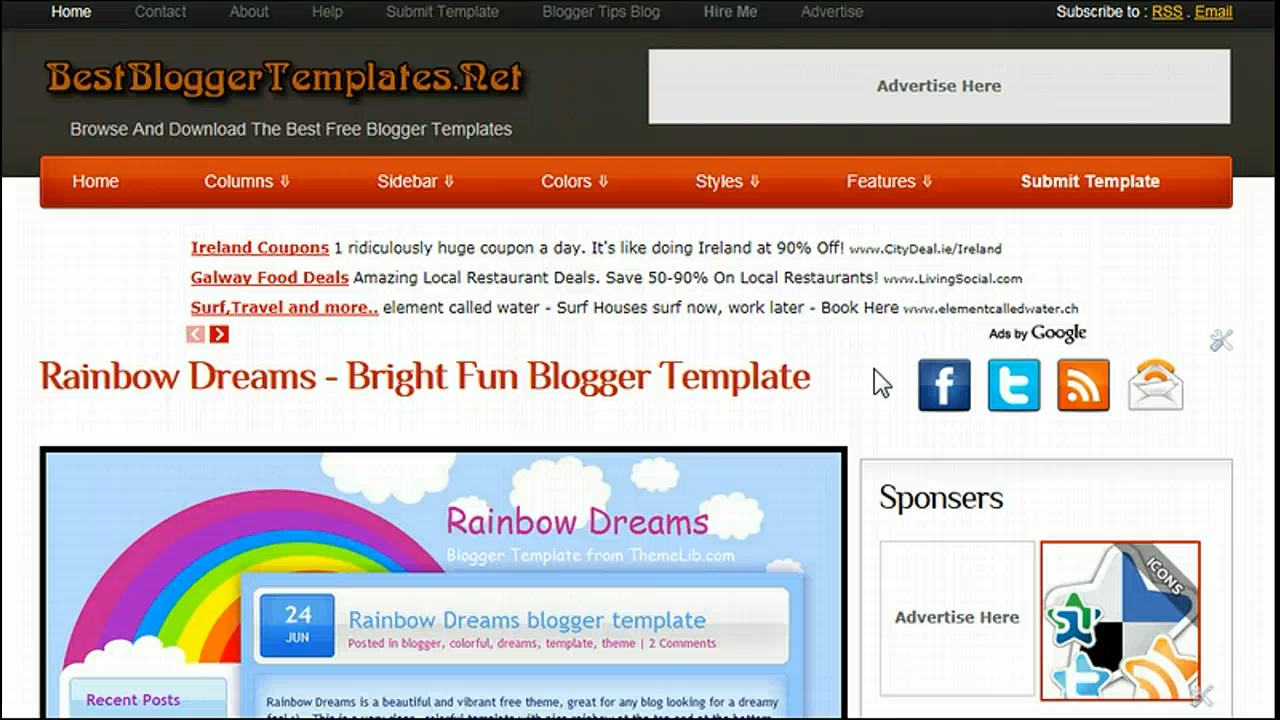 Home Contact About Help Submit Template Blogger Tips Blog Hire Me Advertise Subscribe to : RSS . Email
BestBloggerTemplates.Net
Advertise Here
Browse And Download The Best Free Blogger Templates
Home Columns ⇓ Sidebar ⇓ Colors ⇓ Styles ⇓ Features ⇓ Submit Template
Ireland Coupons 1 ridiculously huge coupon a day. It's like doing Ireland at 90% Off! www.CityDeal.ie/Ireland
Galway Food Deals Amazing Local Restaurant Deals. Save 50-90% On Local Restaurants! www.LivingSocial.com
Surf,Travel and more.. element called water - Surf Houses surf now, work later - Book Here www.elementcalledwater.ch
Ads by Google
Rainbow Dreams - Bright Fun Blogger Template
Rainbow Dreams
Blogger Template from ThemeLib.com
24
JUN
Rainbow Dreams blogger template
Posted in blogger, colorful, dreams, template, theme | 2 Comments
Recent Posts
Rainbow Dreams is a beautiful and vibrant free theme, great for any blog looking for a dreamy
Sponsers
Advertise Here
ICONS